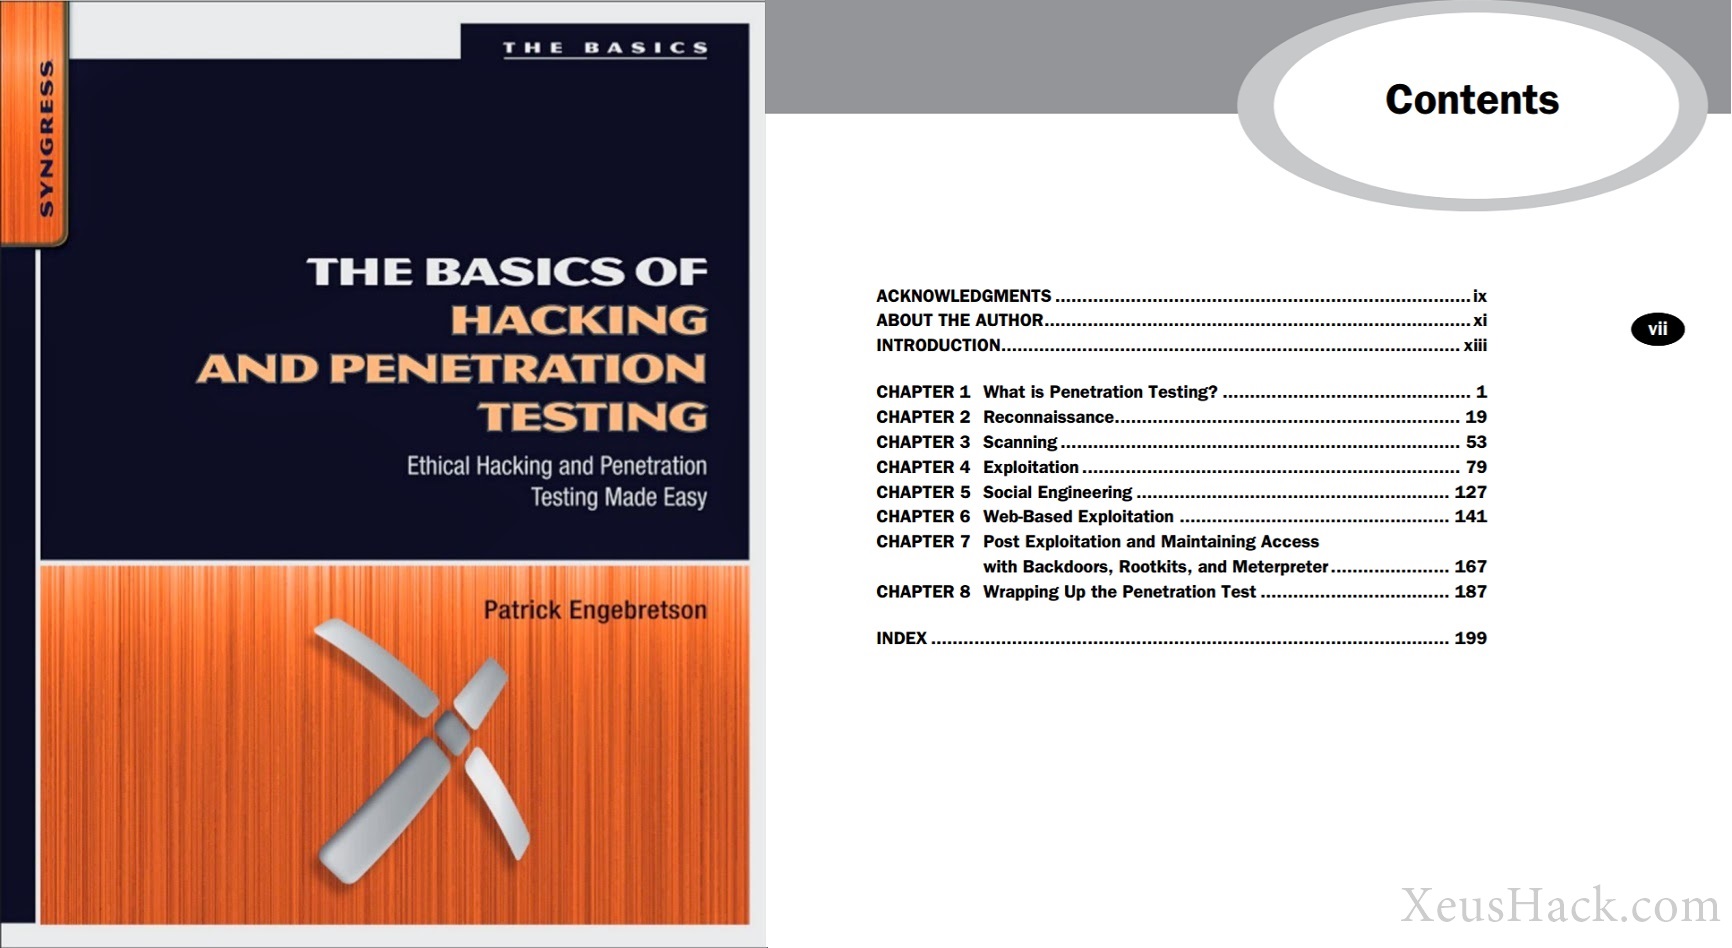 SYNGRESS
THE BASICS
THE BASICS OF
HACKING
AND PENETRATION
TESTING
Ethical Hacking and Penetration
Testing Made Easy
Patrick Engebretson
Contents
ACKNOWLEDGMENTS ............................................................................... ix
ABOUT THE AUTHOR................................................................................. xi
INTRODUCTION....................................................................................... xiii
vii
CHAPTER 1 What is Penetration Testing? ............................................... 1
CHAPTER 2 Reconnaissance................................................................. 19
CHAPTER 3 Scanning ............................................................................ 53
CHAPTER 4 Exploitation ........................................................................ 79
CHAPTER 5 Social Engineering ........................................................... 127
CHAPTER 6 Web-Based Exploitation ................................................... 141
CHAPTER 7 Post Exploitation and Maintaining Access
with Backdoors, Rootkits, and Meterpreter...................... 167
CHAPTER 8 Wrapping Up the Penetration Test .................................... 187
INDEX .................................................................................................. 199
XeusHack.com